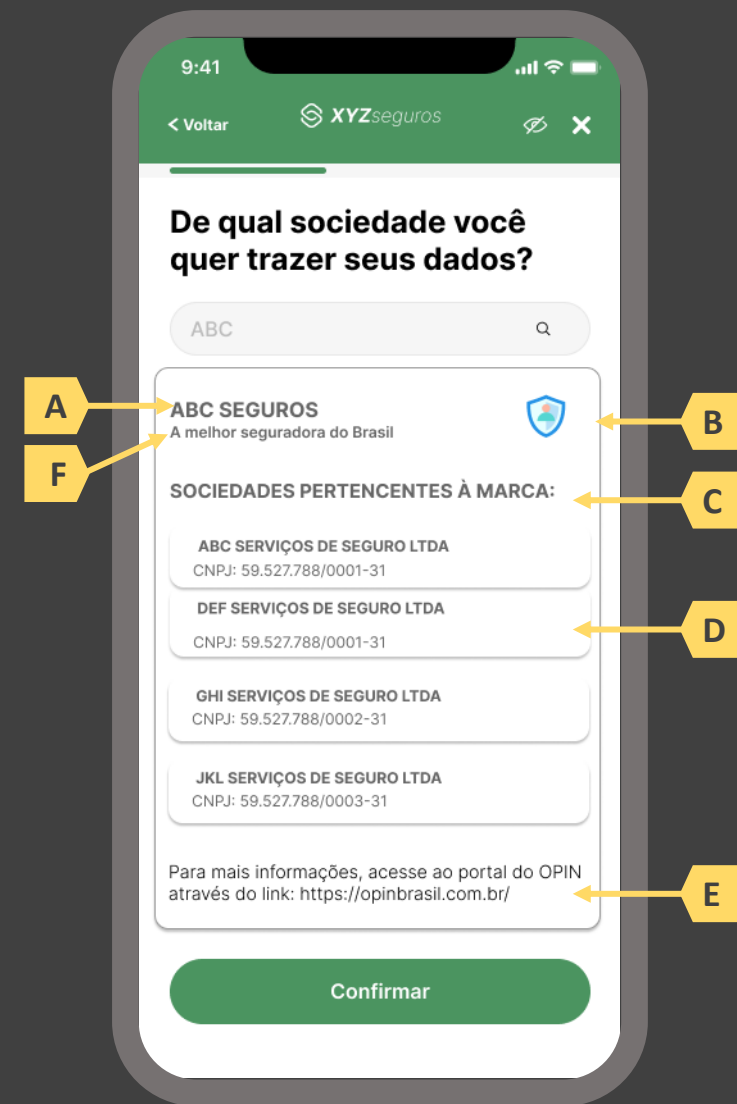 9:41
< Voltar
XYZseguros
De qual sociedade você
quer trazer seus dados?
ABC
A
ABC SEGUROS
B
A melhor seguradora do Brasil
F
SOCIEDADES PERTENCENTES À MARCA:
C
ABC SERVIÇOS DE SEGURO LTDA
CNPJ: 59.527.788/0001-31
DEF SERVIÇOS DE SEGURO LTDA
D
CNPJ: 59.527.788/0001-31
GHI SERVIÇOS DE SEGURO LTDA
CNPJ: 59.527.788/0002-31
JKL SERVIÇOS DE SEGURO LTDA
CNPJ: 59.527.788/0003-31
Para mais informações, acesse ao portal do OPIN
através do link: https://opinbrasil.com.br/
E
Confirmar